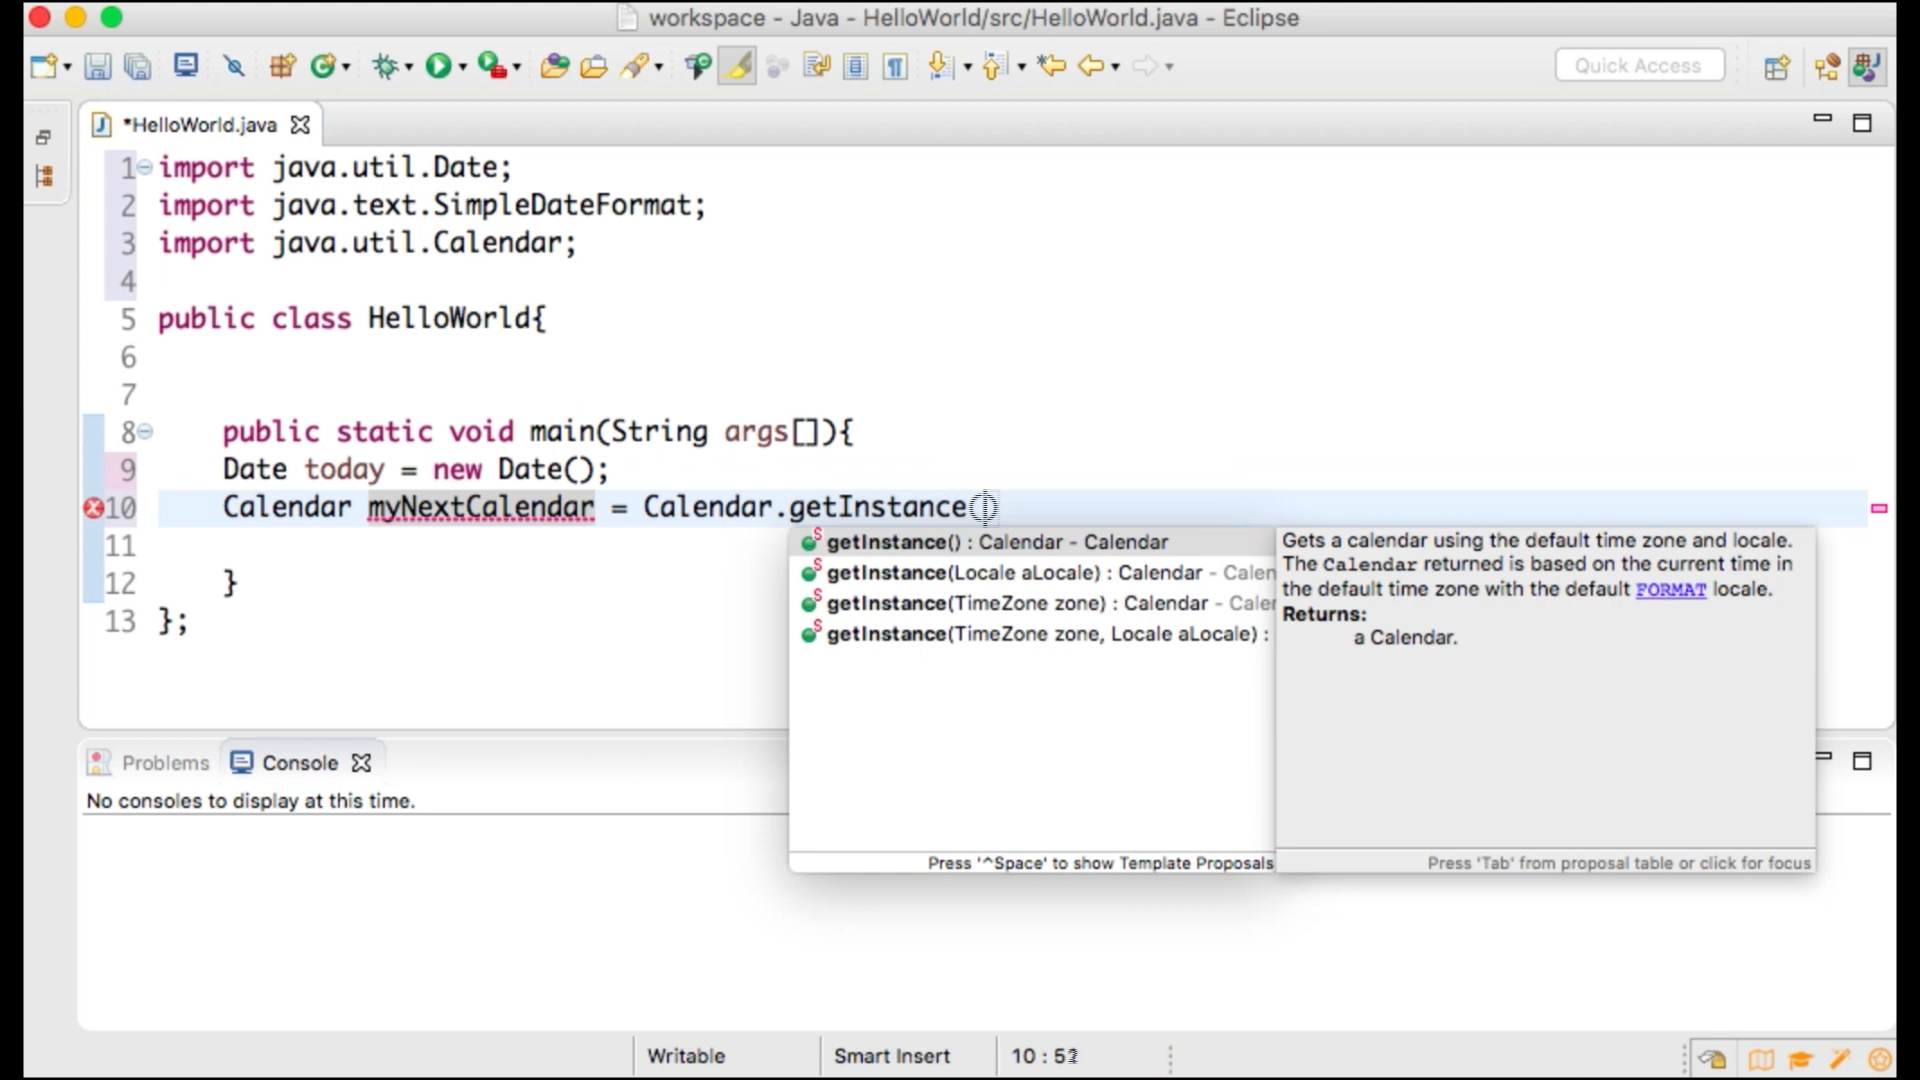 workspace - Java - HelloWorld/src/HelloWorld.java - Eclipse
Quick Access
*HelloWorld.java
1 import java.util.Date;
2 import java.text.SimpleDateFormat;
3 import java.util.Calendar;
4
5 public class HelloWorld{
6
7
8 public static void main(String args[]){
9 Date today = new Date();
10 Calendar myNextCalendar = Calendar.getInstance()
11
12 }
13 };
getInstance() : Calendar - Calendar
getInstance(Locale aLocale) : Calendar - Calen
getInstance(TimeZone zone) : Calendar - Caler
getInstance(TimeZone zone, Locale aLocale) :
Press '^Space' to show Template Proposals
Gets a calendar using the default time zone and locale.
The Calendar returned is based on the current time in
the default time zone with the default FORMAT locale.
Returns:
a Calendar.
Press 'Tab' from proposal table or click for focus
Problems Console
No consoles to display at this time.
Writable Smart Insert